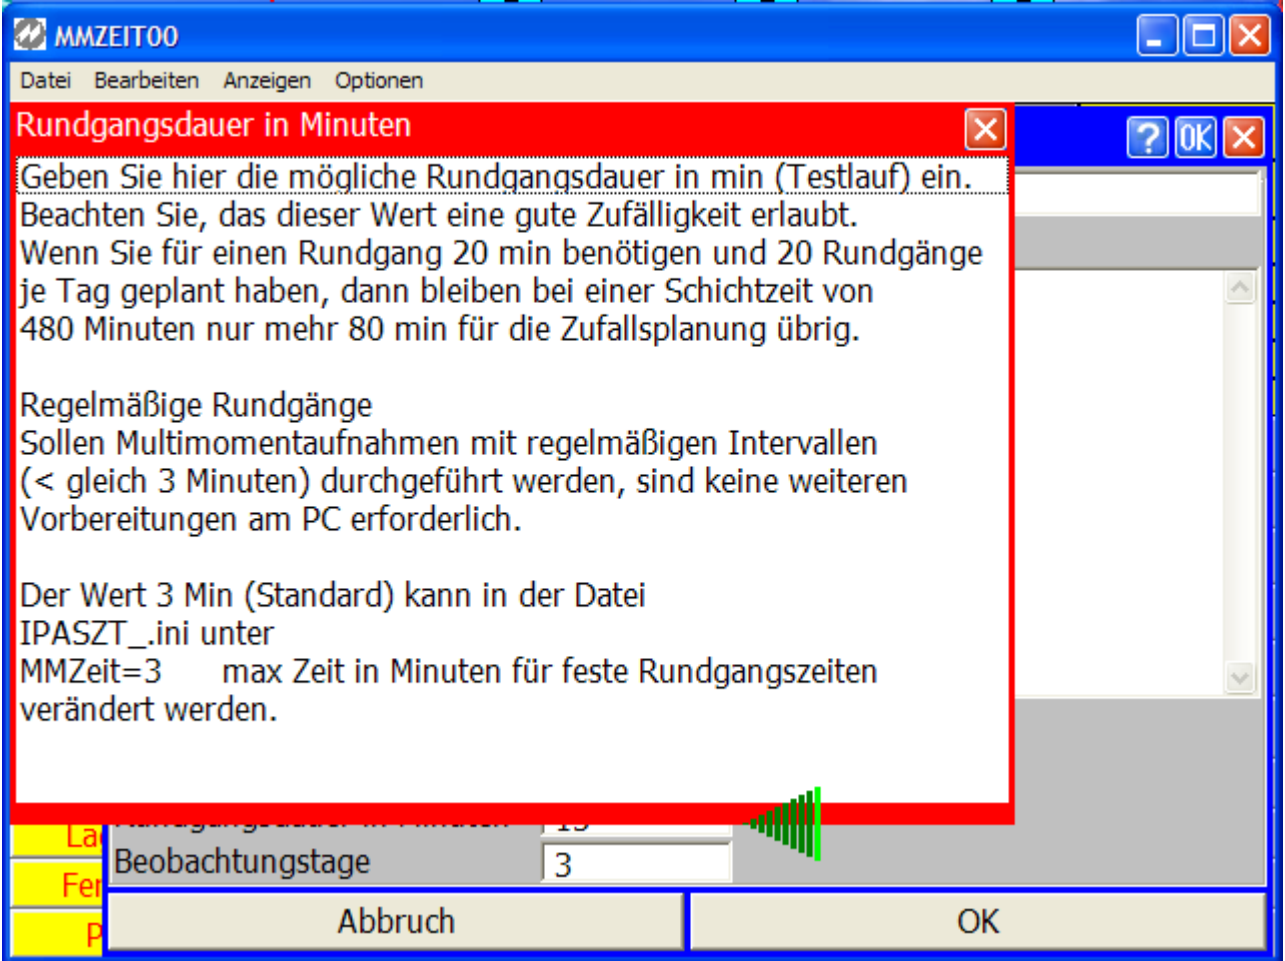 MMZEIT00
Datei Bearbeiten Anzeigen Optionen
Rundgangsdauer in Minuten
? OK
Geben Sie hier die mögliche Rundgangsdauer in min (Testlauf) ein.
Beachten Sie, das dieser Wert eine gute Zufälligkeit erlaubt.
Wenn Sie für einen Rundgang 20 min benötigen und 20 Rundgänge
je Tag geplant haben, dann bleiben bei einer Schichtzeit von
480 Minuten nur mehr 80 min für die Zufallsplanung übrig.
Regelmäßige Rundgänge
Sollen Multimomentaufnahmen mit regelmäßigen Intervallen
(< gleich 3 Minuten) durchgeführt werden, sind keine weiteren
Vorbereitungen am PC erforderlich.
Der Wert 3 Min (Standard) kann in der Datei
IPASZT_.ini unter
MMZeit=3 max Zeit in Minuten für feste Rundgangszeiten
verändert werden.
Beobachtungstage 3
Abbruch OK